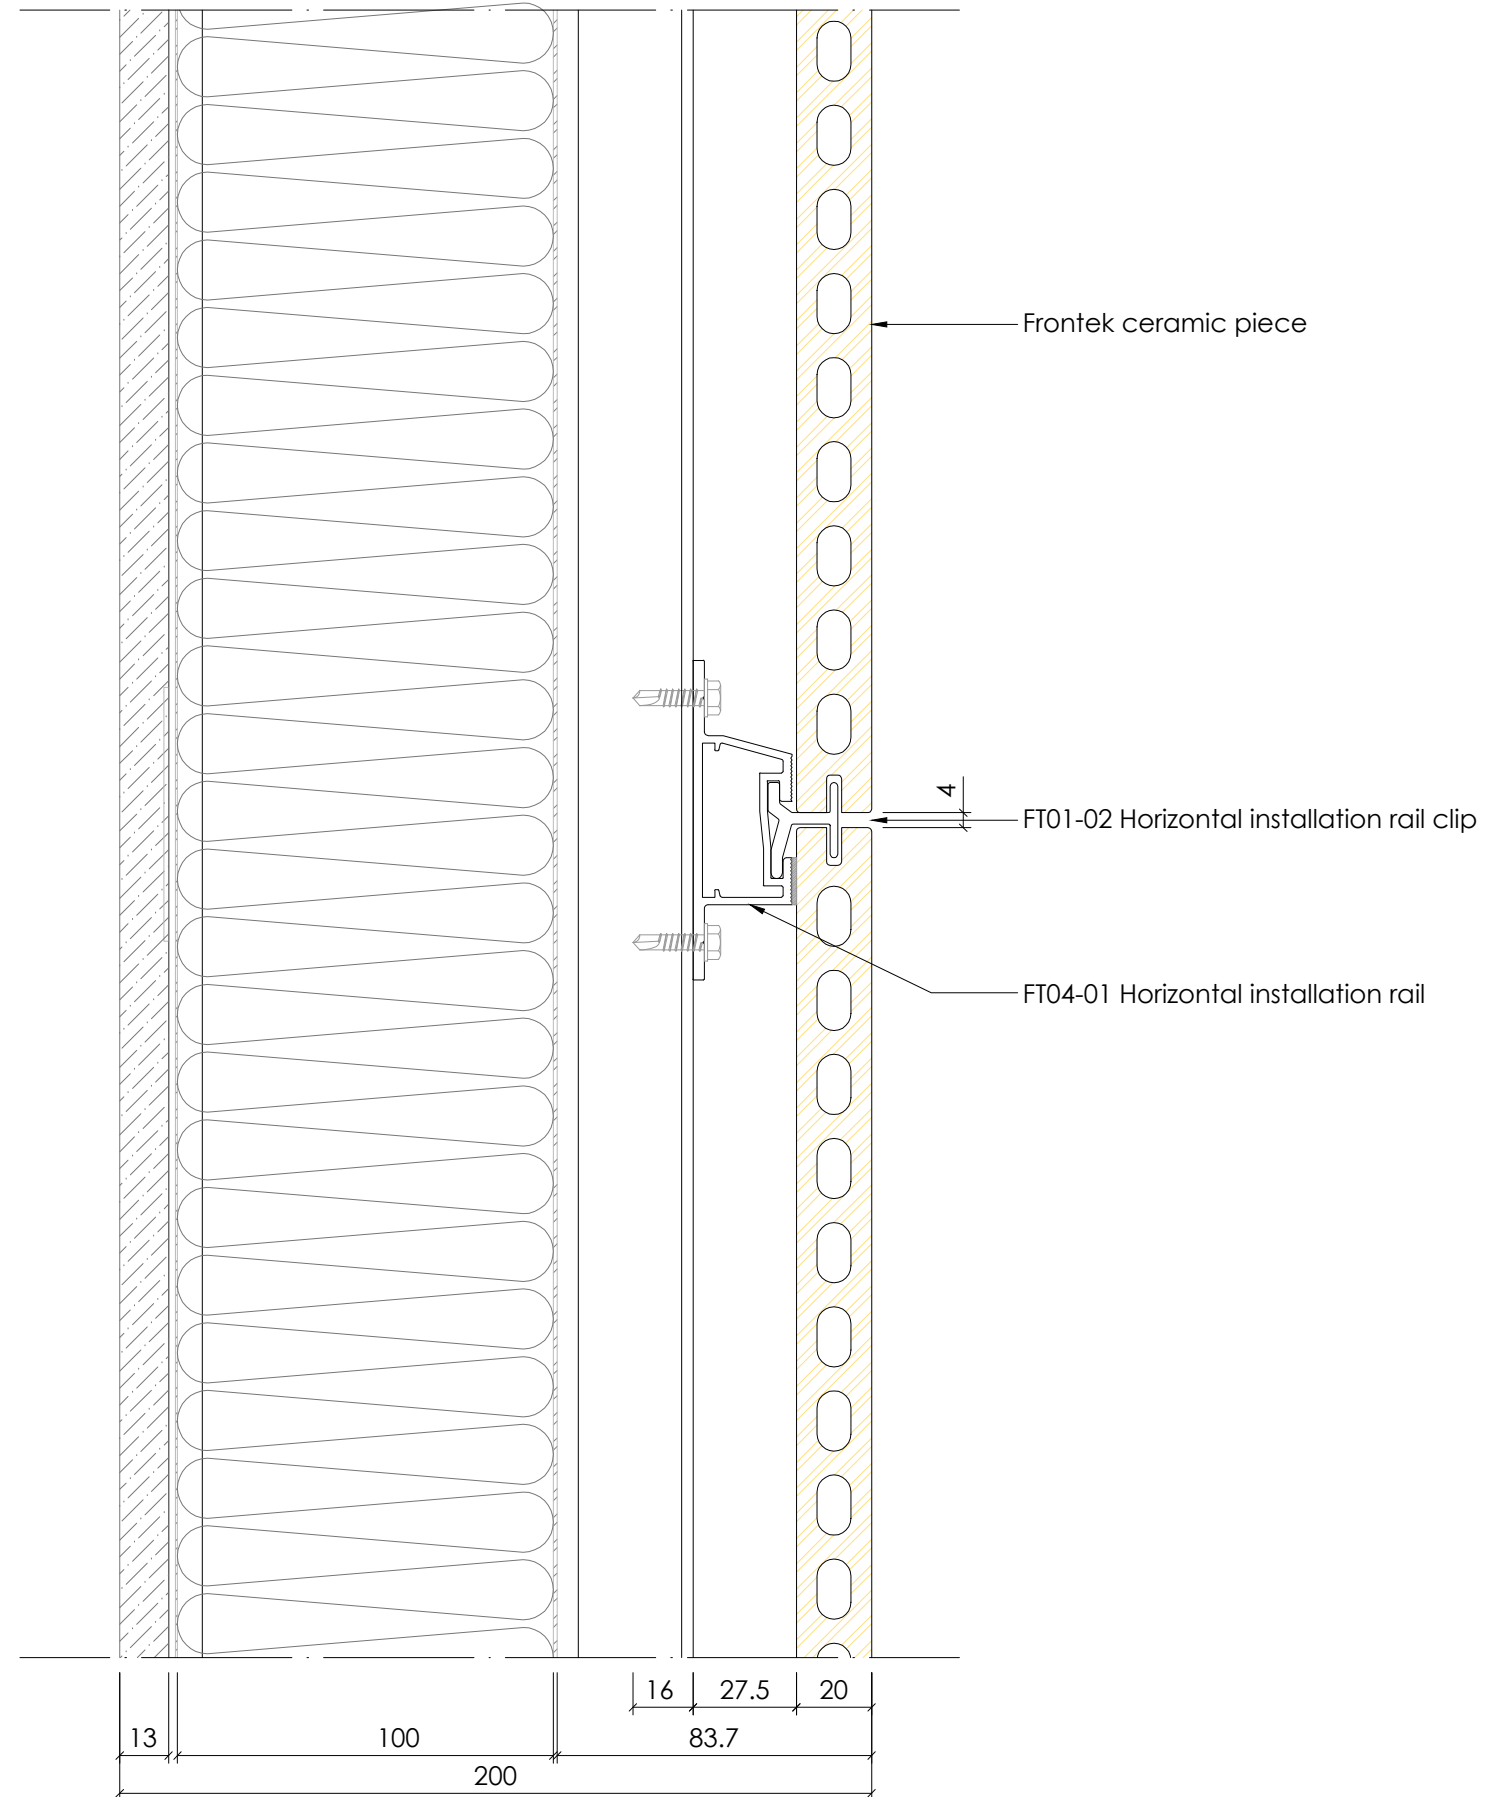 Frontek ceramic piece
4
FT01-02 Horizontal installation rail clip
FT04-01 Horizontal installation rail
16 27.5 20
13 100 83.7
200